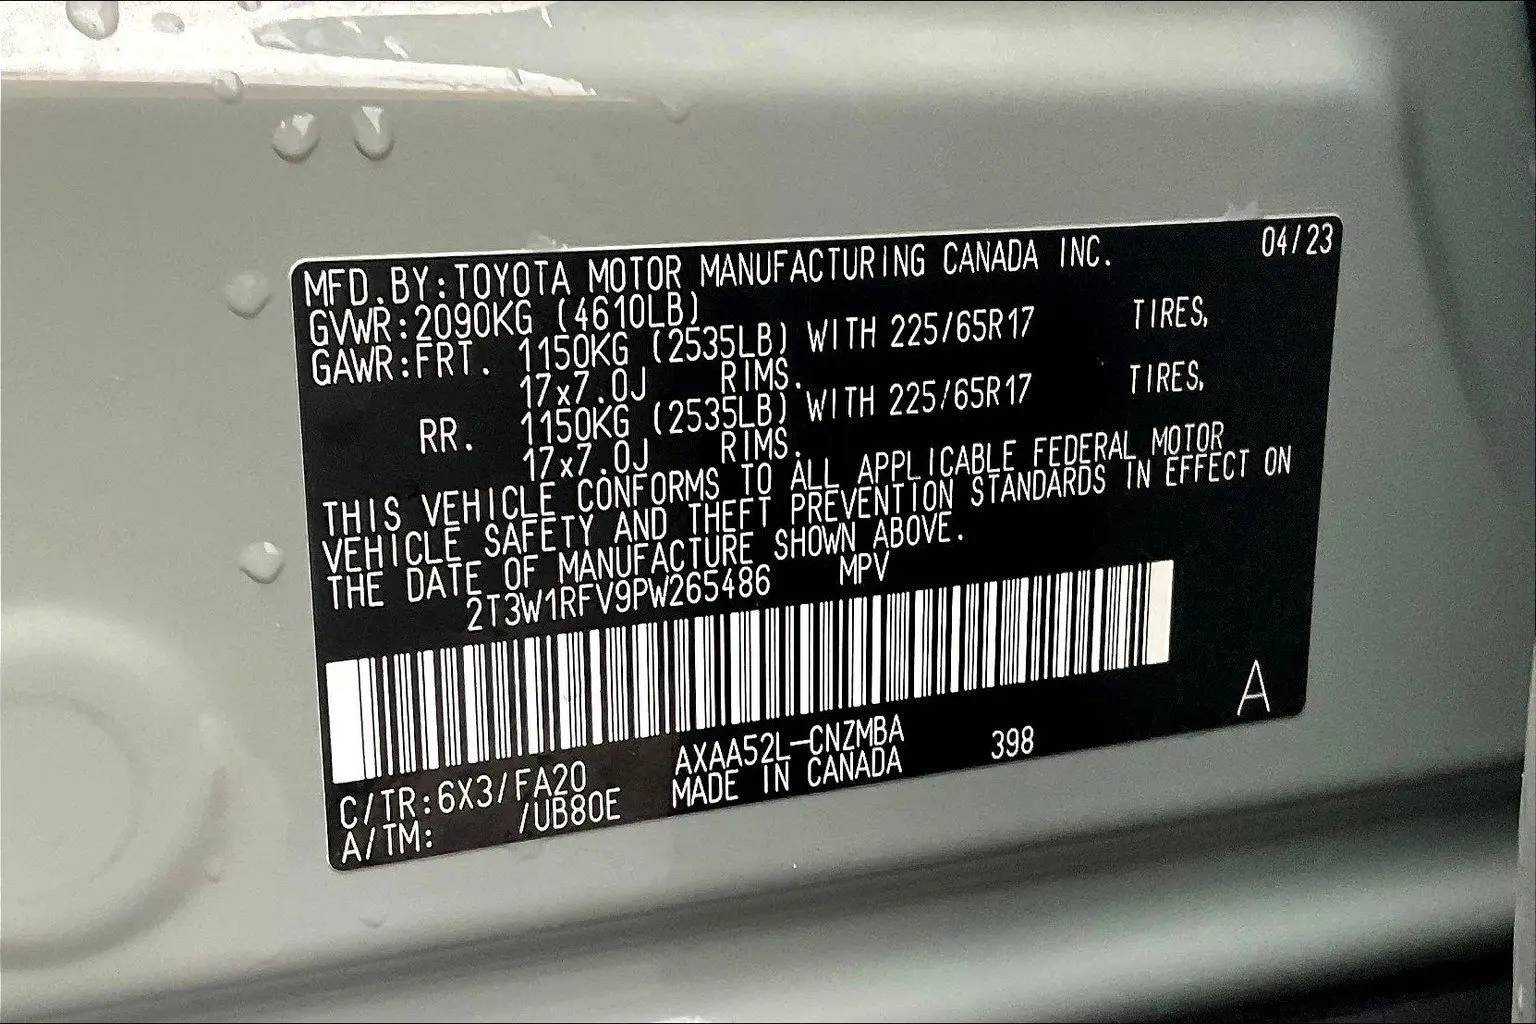 MFD.BY:TOYOTA MOTOR MANUFACTURING CANADA INC. 04/23
GVWR:2090KG (4610LB)
GAWR:FRT. 1150KG (2535LB) WITH 225/65R17 TIRES,
17x7.0J RIMS.
RR. 1150KG (2535LB) WITH 225/65R17 TIRES,
17x7.0J RIMS.
THIS VEHICLE CONFORMS TO ALL APPLICABLE FEDERAL MOTOR
VEHICLE SAFETY AND THEFT PREVENTION STANDARDS IN EFFECT ON
THE DATE OF MANUFACTURE SHOWN ABOVE.
2T3W1RFV9PW265486 MPV
A
C/TR:6X3/FA20 AXAA52L-CNZMBA 398
A/TM: /UB80E MADE IN CANADA